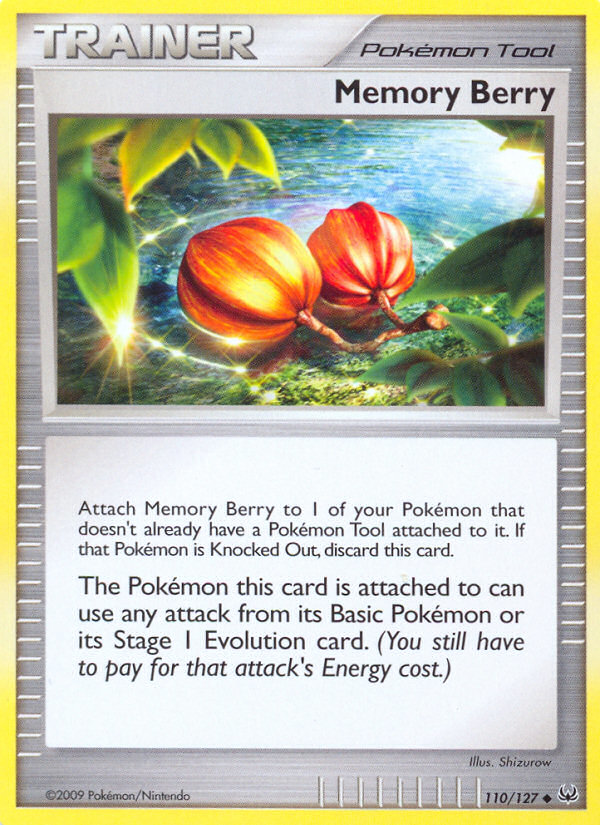 TRAINER
Pokémon Tool
Memory Berry
Attach Memory Berry to 1 of your Pokémon that
doesn't already have a Pokémon Tool attached to it. If
that Pokémon is Knocked Out, discard this card.
The Pokémon this card is attached to can
use any attack from its Basic Pokémon or
its Stage 1 Evolution card. (You still have
to pay for that attack's Energy cost.)
Illus. Shizurow
©2009 Pokémon/Nintendo
110/127